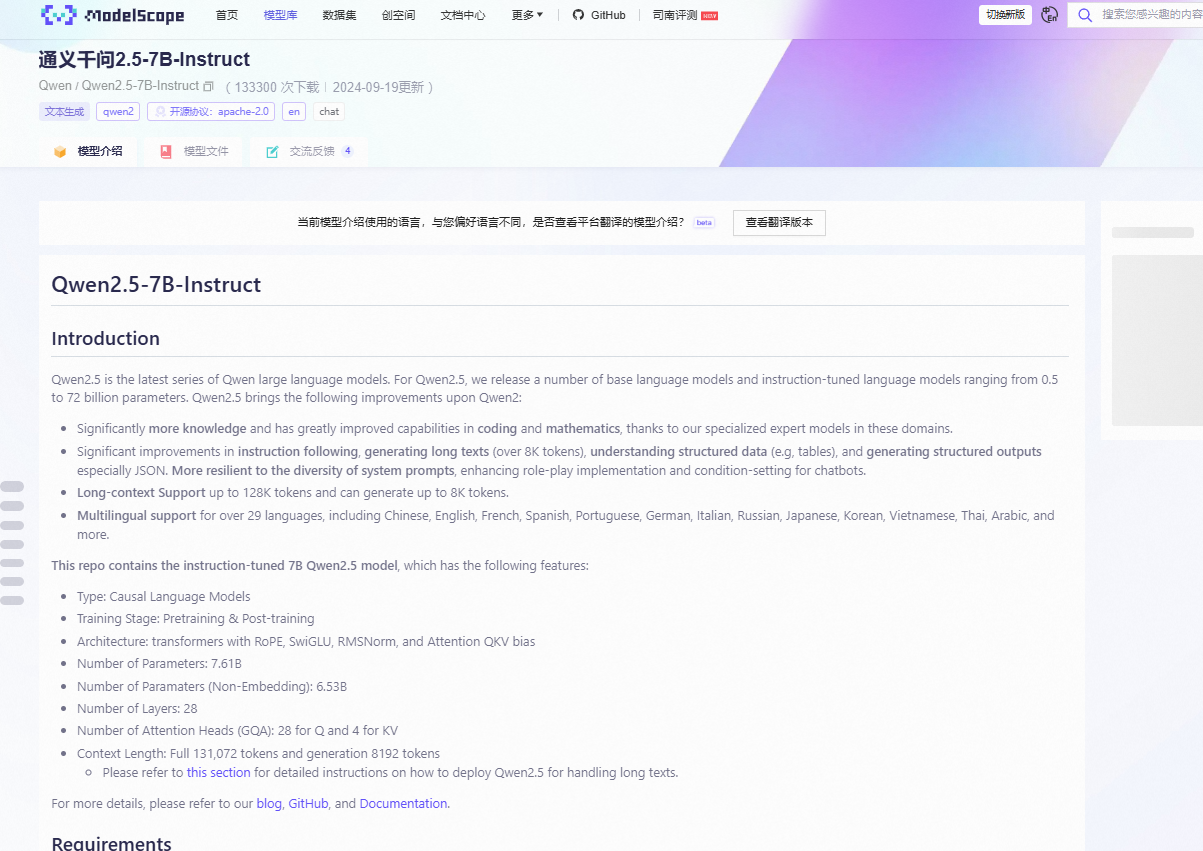 ModelScope 首页 模型库 数据集 创空间 文档中心 更多 GitHub 司南评测 切换新版 搜索您感兴趣的内容
通义千问2.5-7B-Instruct
Qwen / Qwen2.5-7B-Instruct ( 133300 次下载 | 2024-09-19更新 )
文本生成 qwen2 开源协议: apache-2.0 en chat
模型介绍 模型文件 交流反馈 4
当前模型介绍使用的语言，与您偏好语言不同，是否查看平台翻译的模型介绍？ beta 查看翻译版本
Qwen2.5-7B-Instruct
Introduction
Qwen2.5 is the latest series of Qwen large language models. For Qwen2.5, we release a number of base language models and instruction-tuned language models ranging from 0.5
to 72 billion parameters. Qwen2.5 brings the following improvements upon Qwen2:
• Significantly more knowledge and has greatly improved capabilities in coding and mathematics, thanks to our specialized expert models in these domains.
• Significant improvements in instruction following, generating long texts (over 8K tokens), understanding structured data (e.g, tables), and generating structured outputs
especially JSON. More resilient to the diversity of system prompts, enhancing role-play implementation and condition-setting for chatbots.
• Long-context Support up to 128K tokens and can generate up to 8K tokens.
• Multilingual support for over 29 languages, including Chinese, English, French, Spanish, Portuguese, German, Italian, Russian, Japanese, Korean, Vietnamese, Thai, Arabic, and
more.
This repo contains the instruction-tuned 7B Qwen2.5 model, which has the following features:
• Type: Causal Language Models
• Training Stage: Pretraining & Post-training
• Architecture: transformers with RoPE, SwiGLU, RMSNorm, and Attention QKV bias
• Number of Parameters: 7.61B
• Number of Paramaters (Non-Embedding): 6.53B
• Number of Layers: 28
• Number of Attention Heads (GQA): 28 for Q and 4 for KV
• Context Length: Full 131,072 tokens and generation 8192 tokens
○ Please refer to this section for detailed instructions on how to deploy Qwen2.5 for handling long texts.
For more details, please refer to our blog, GitHub, and Documentation.
Requirements